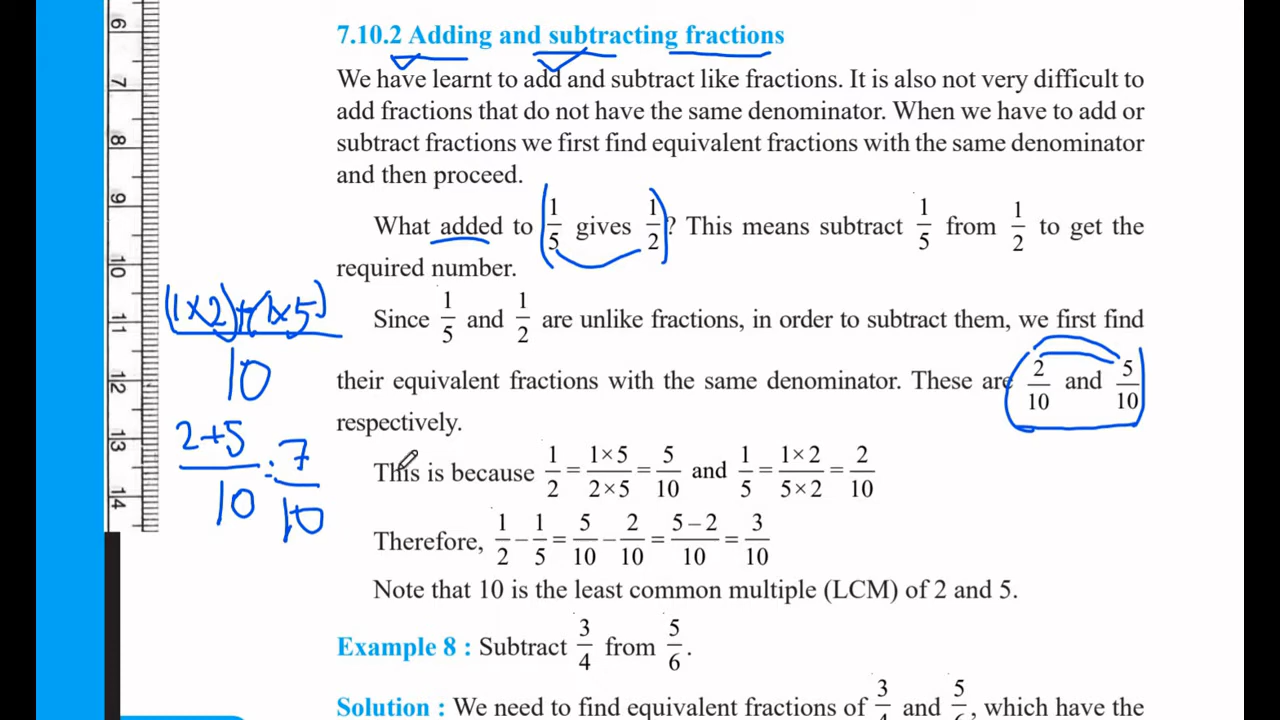 6
7
8
9
10
11
12
13
14
7.10.2 Adding and subtracting fractions
We have learnt to add and subtract like fractions. It is also not very difficult to
add fractions that do not have the same denominator. When we have to add or
subtract fractions we first find equivalent fractions with the same denominator
and then proceed.
What added to 1/5 gives 1/2? This means subtract 1/5 from 1/2 to get the
required number.
Since 1/5 and 1/2 are unlike fractions, in order to subtract them, we first find
their equivalent fractions with the same denominator. These are 2/10 and 5/10
respectively.
This is because 1/2 = 1×5/2×5 = 5/10 and 1/5 = 1×2/5×2 = 2/10
Therefore, 1/2 − 1/5 = 5/10 − 2/10 = 5−2/10 = 3/10
Note that 10 is the least common multiple (LCM) of 2 and 5.
Example 8 : Subtract 3/4 from 5/6.
Solution : We need to find equivalent fractions of 3/4 and 5/6, which have the
(1×2)+(1×5)/10
2+5/10 = 7/10